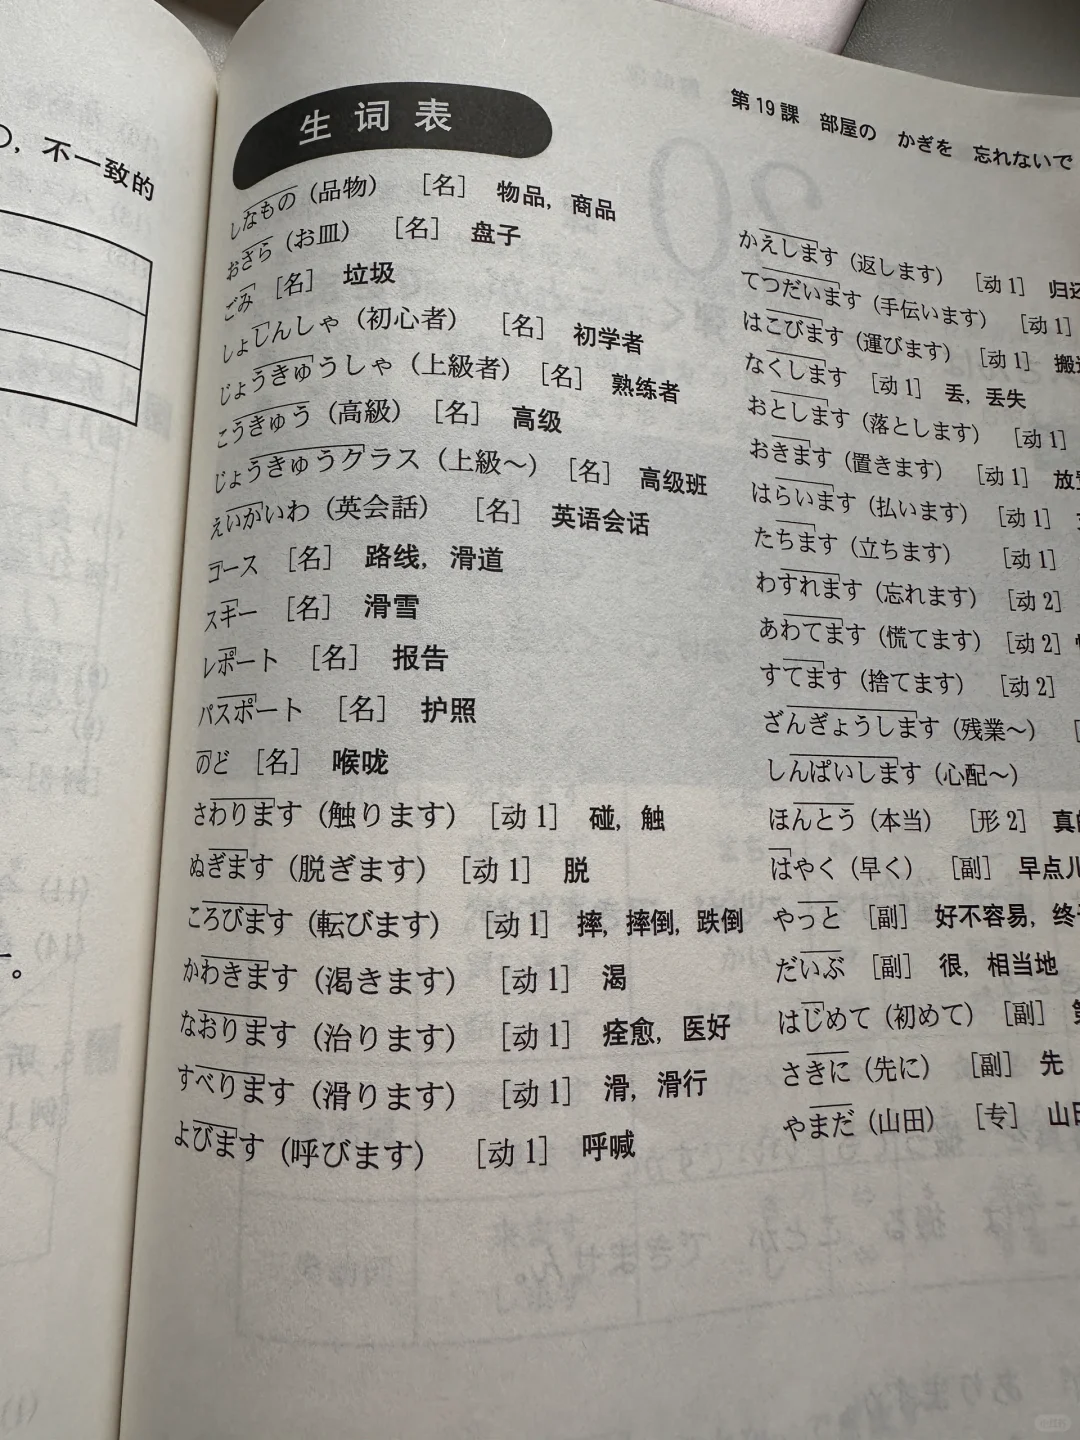 不一致的
生词表
しなもの（品物） ［名］ 物品，商品
おさら（お皿） ［名］ 盘子
ごみ ［名］ 垃圾
しょしんしゃ（初心者） ［名］ 初学者
じょうきゅうしゃ（上級者） ［名］ 熟练者
こうきゅう（高級） ［名］ 高级
じょうきゅうグラス（上級～） ［名］ 高级班
えいがいわ（英会話） ［名］ 英语会话
コース ［名］ 路线，滑道
スキー ［名］ 滑雪
レポート ［名］ 报告
パスポート ［名］ 护照
のど ［名］ 喉咙
さわります（触ります） ［动1］ 碰，触
ぬぎます（脱ぎます） ［动1］ 脱
ころびます（転びます） ［动1］ 摔，摔倒，跌倒
かわきます（渇きます） ［动1］ 渴
なおります（治ります） ［动1］ 痊愈，医好
すべります（滑ります） ［动1］ 滑，滑行
よびます（呼びます） ［动1］ 呼喊
第19課 部屋の かぎを 忘れないで
かえします（返します） ［动1］ 归还
てつだいます（手伝います） ［动1］
はこびます（運びます） ［动1］ 搬
なくします ［动1］ 丢，丢失
おとします（落とします） ［动1］
おきます（置きます） ［动1］ 放
はらいます（払います） ［动1］
たちます（立ちます） ［动1］
わすれます（忘れます） ［动2］
あわてます（慌てます） ［动2］
すてます（捨てます） ［动2］
ざんぎょうします（残業～）
しんぱいします（心配～）
ほんとう（本当） ［形2］ 真
はやく（早く） ［副］ 早点儿
やっと ［副］ 好不容易，终
だいぶ ［副］ 很，相当地
はじめて（初めて） ［副］
さきに（先に） ［副］ 先
やまだ（山田） ［专］ 山田